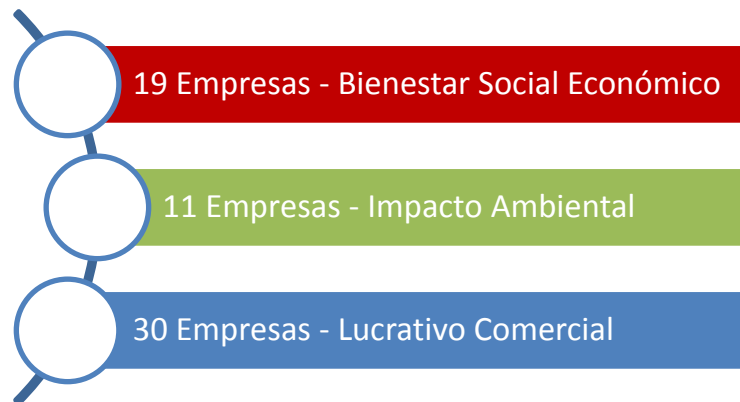 19 Empresas - Bienestar Social Económico
11 Empresas - Impacto Ambiental
30 Empresas - Lucrativo Comercial